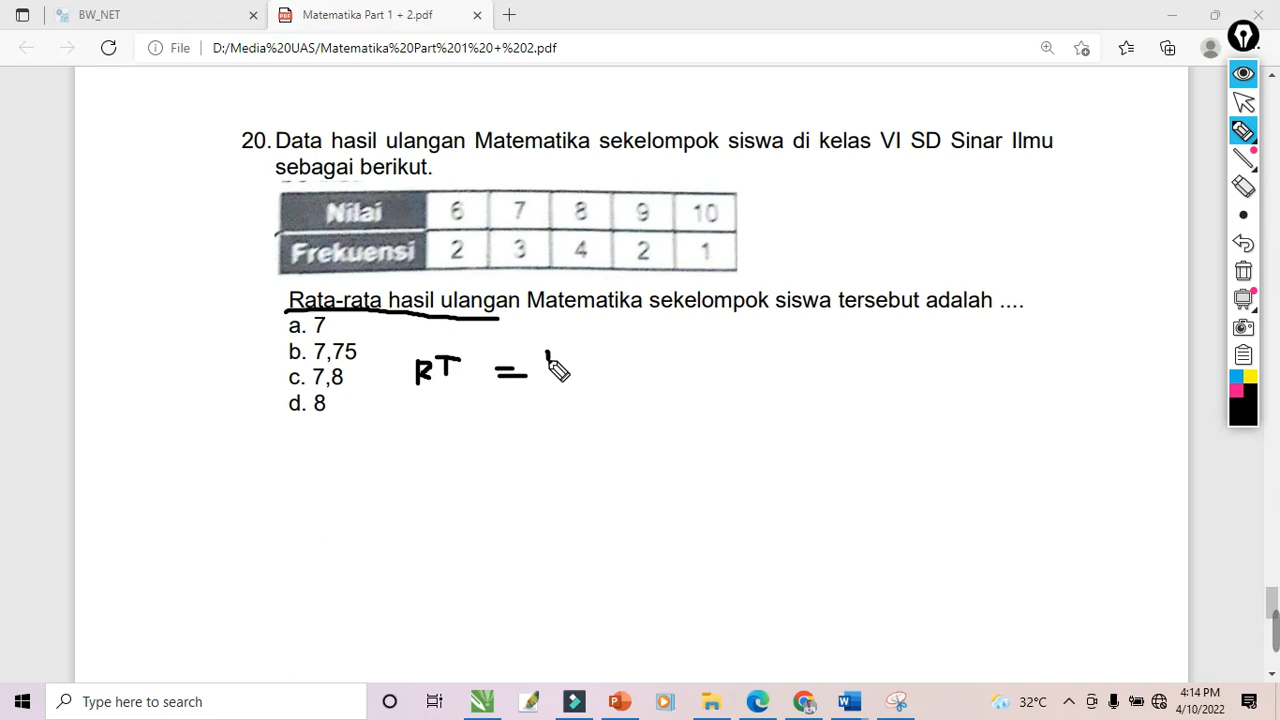 BW_NET
Matematika Part 1 + 2.pdf
File
D:/Media%20UAS/Matematika%20Part%201%20+%202.pdf
20. Data hasil ulangan Matematika sekelompok siswa di kelas VI SD Sinar Ilmu
sebagai berikut.
Nilai 6 7 8 9 10
Frekuensi 2 3 4 2 1
Rata-rata hasil ulangan Matematika sekelompok siswa tersebut adalah ....
a. 7
b. 7,75
c. 7,8
d. 8
RT =
Type here to search
32°C
4:14 PM
4/10/2022